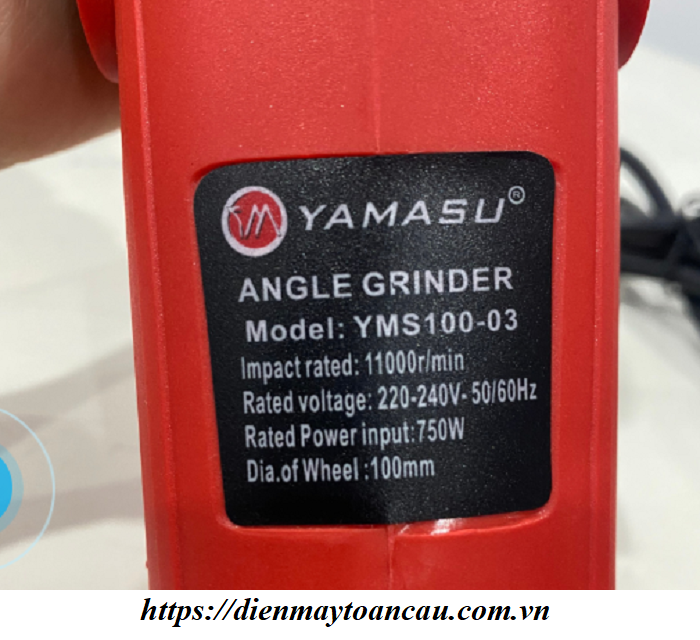 YAMASU®
ANGLE GRINDER
Model: YMS100-03
Impact rated: 11000r/min
Rated voltage: 220-240V- 50/60Hz
Rated Power input:750W
Dia.of Wheel :100mm
https://dienmaytoancau.com.vn